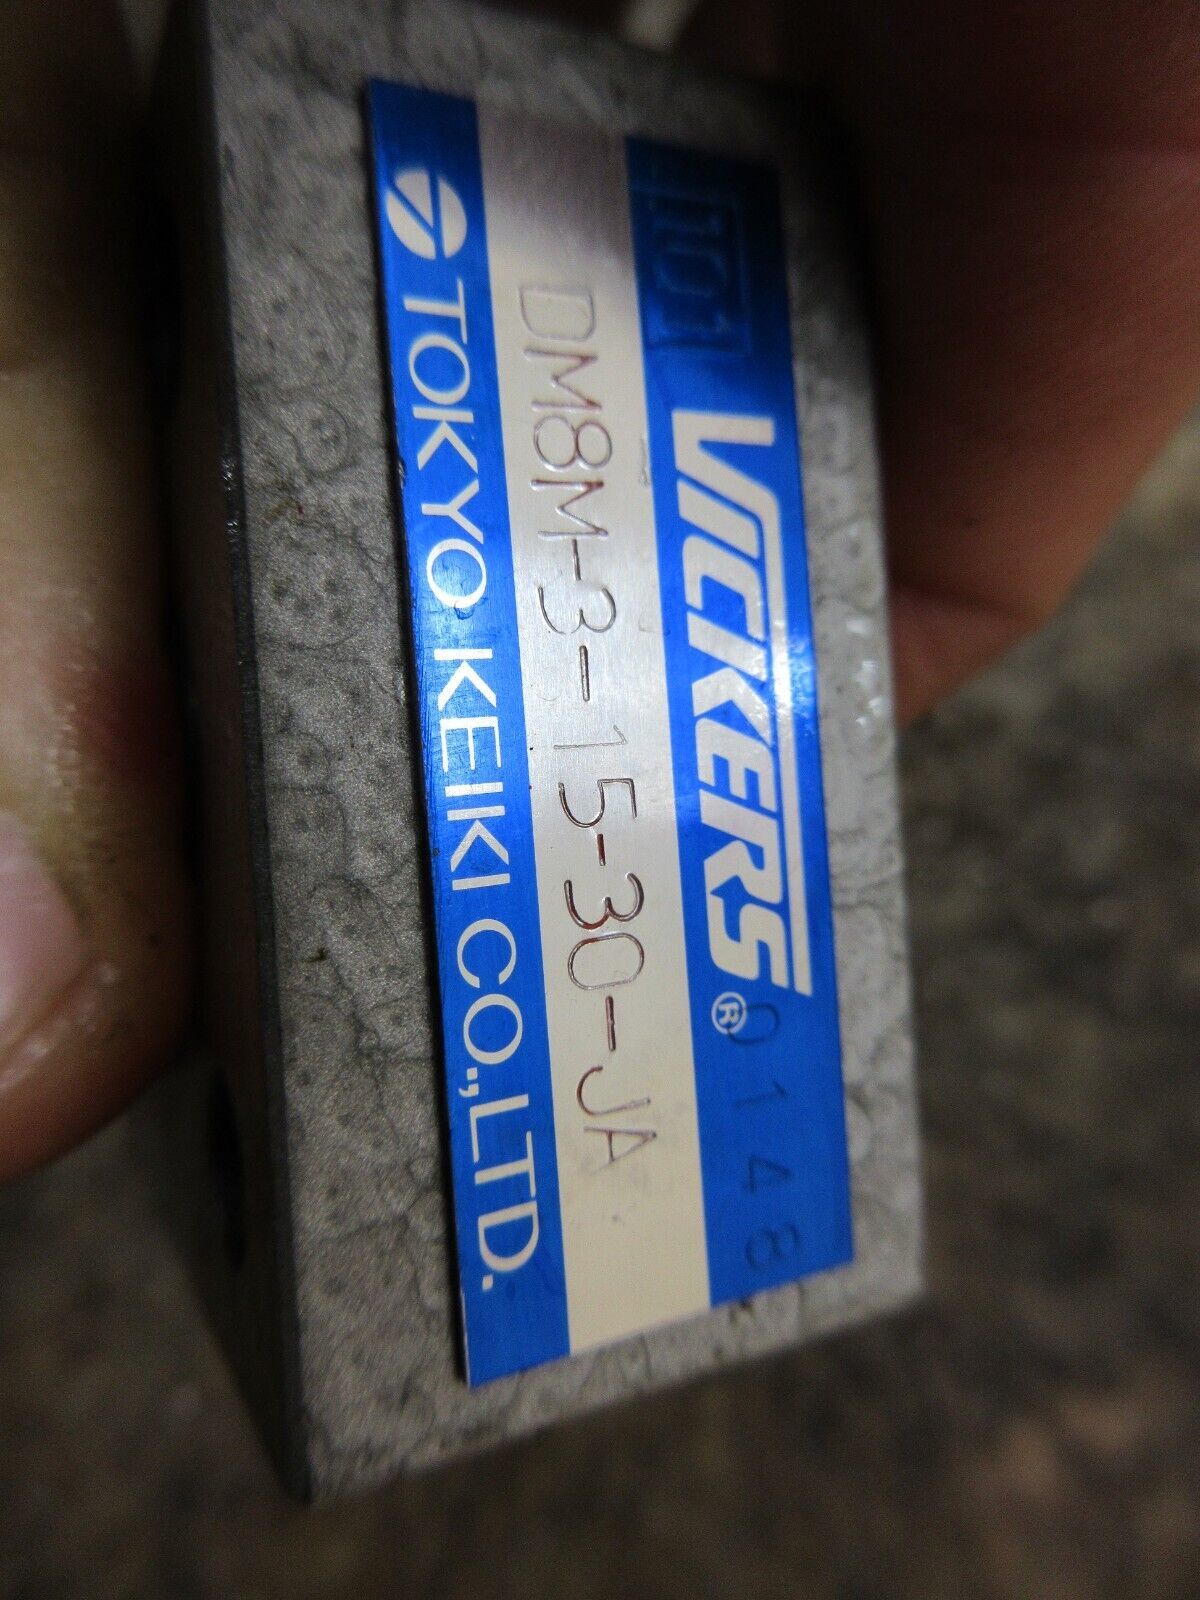 VICKERS®
0148
DM8M-3-15-30-JA
TOKYO KEIKI CO.,LTD.